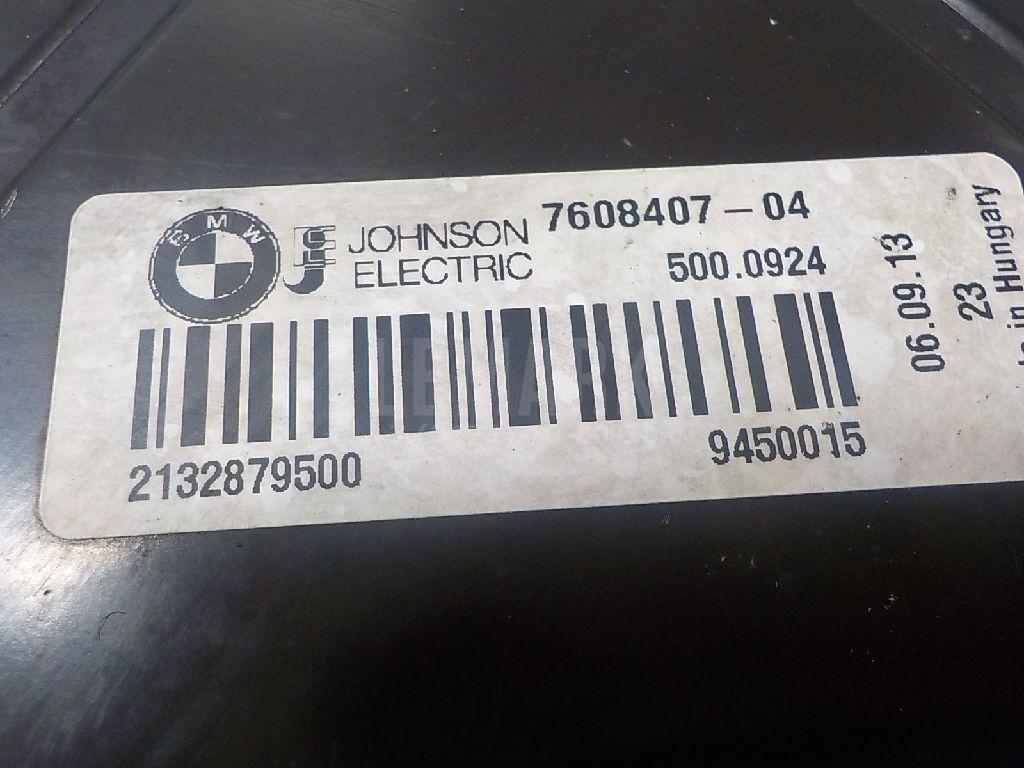 BMW
JOHNSON
ELECTRIC
7608407-04
500.0924
2132879500
9450015
06.09.13
23
in Hungary